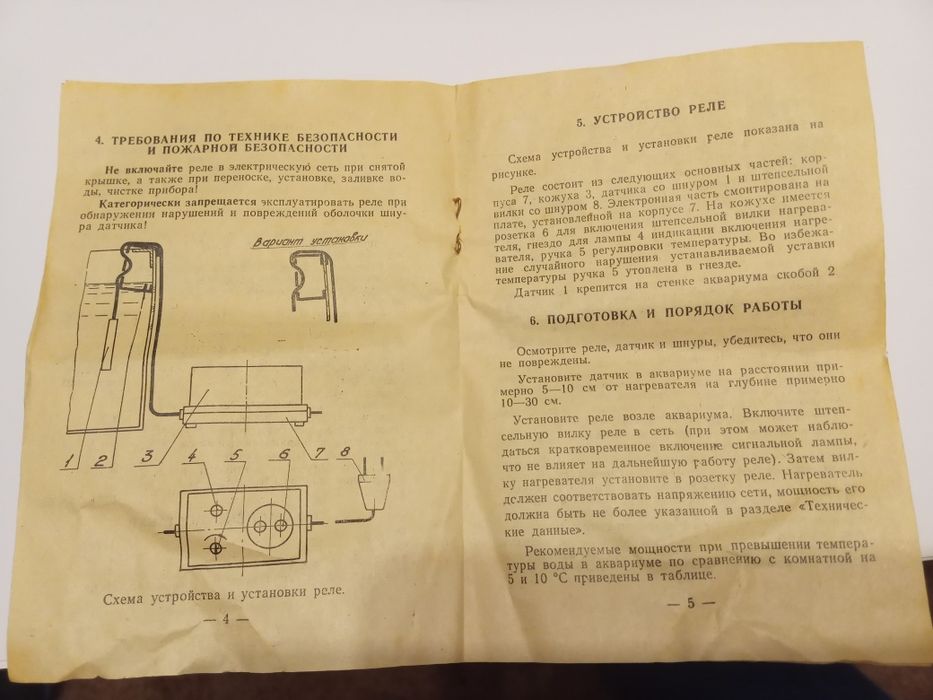 4. ТРЕБОВАНИЯ ПО ТЕХНИКЕ БЕЗОПАСНОСТИ
И ПОЖАРНОЙ БЕЗОПАСНОСТИ
Не включайте реле в электрическую сеть при снятой
крышке, а также при переноске, установке, заливке во-
ды, чистке прибора!
Категорически запрещается эксплуатировать реле при
обнаружении нарушений и повреждений оболочки шну-
ра датчика!
Вариант установки
1 2 3 4 5 6 7 8
Схема устройства и установки реле.
— 4 —
5. УСТРОЙСТВО РЕЛЕ
Схема устройства и установки реле показана на
рисунке.
Реле состоит из следующих основных частей: кор-
пуса 7, кожуха 3, датчика со шнуром 1 и штепсельной
вилки со шнуром 8. Электронная часть смонтирована на
плате, установленной на корпусе 7. На кожухе имеется
розетка 6 для включения штепсельной вилки нагрева-
теля, гнездо для лампы 4 индикации включения нагре-
вателя, ручка 5 регулировки температуры. Во избежа-
ние случайного нарушения устанавливаемой уставки
температуры ручка 5 утоплена в гнезде.
Датчик 1 крепится на стенке аквариума скобой 2
6. ПОДГОТОВКА И ПОРЯДОК РАБОТЫ
Осмотрите реле, датчик и шнуры, убедитесь, что они
не повреждены.
Установите датчик в аквариуме на расстоянии при-
мерно 5—10 см от нагревателя на глубине примерно
10—30 см.
Установите реле возле аквариума. Включите штеп-
сельную вилку реле в сеть (при этом может наблю-
даться кратковременное включение сигнальной лампы,
что не влияет на дальнейшую работу реле). Затем вил-
ку нагревателя установите в розетку реле. Нагреватель
должен соответствовать напряжению сети, мощность его
должна быть не более указанной в разделе «Техничес-
кие данные».
Рекомендуемые мощности при превышении темпера-
туры воды в аквариуме по сравнению с комнатной на
5 и 10 °С приведены в таблице.
— 5 —